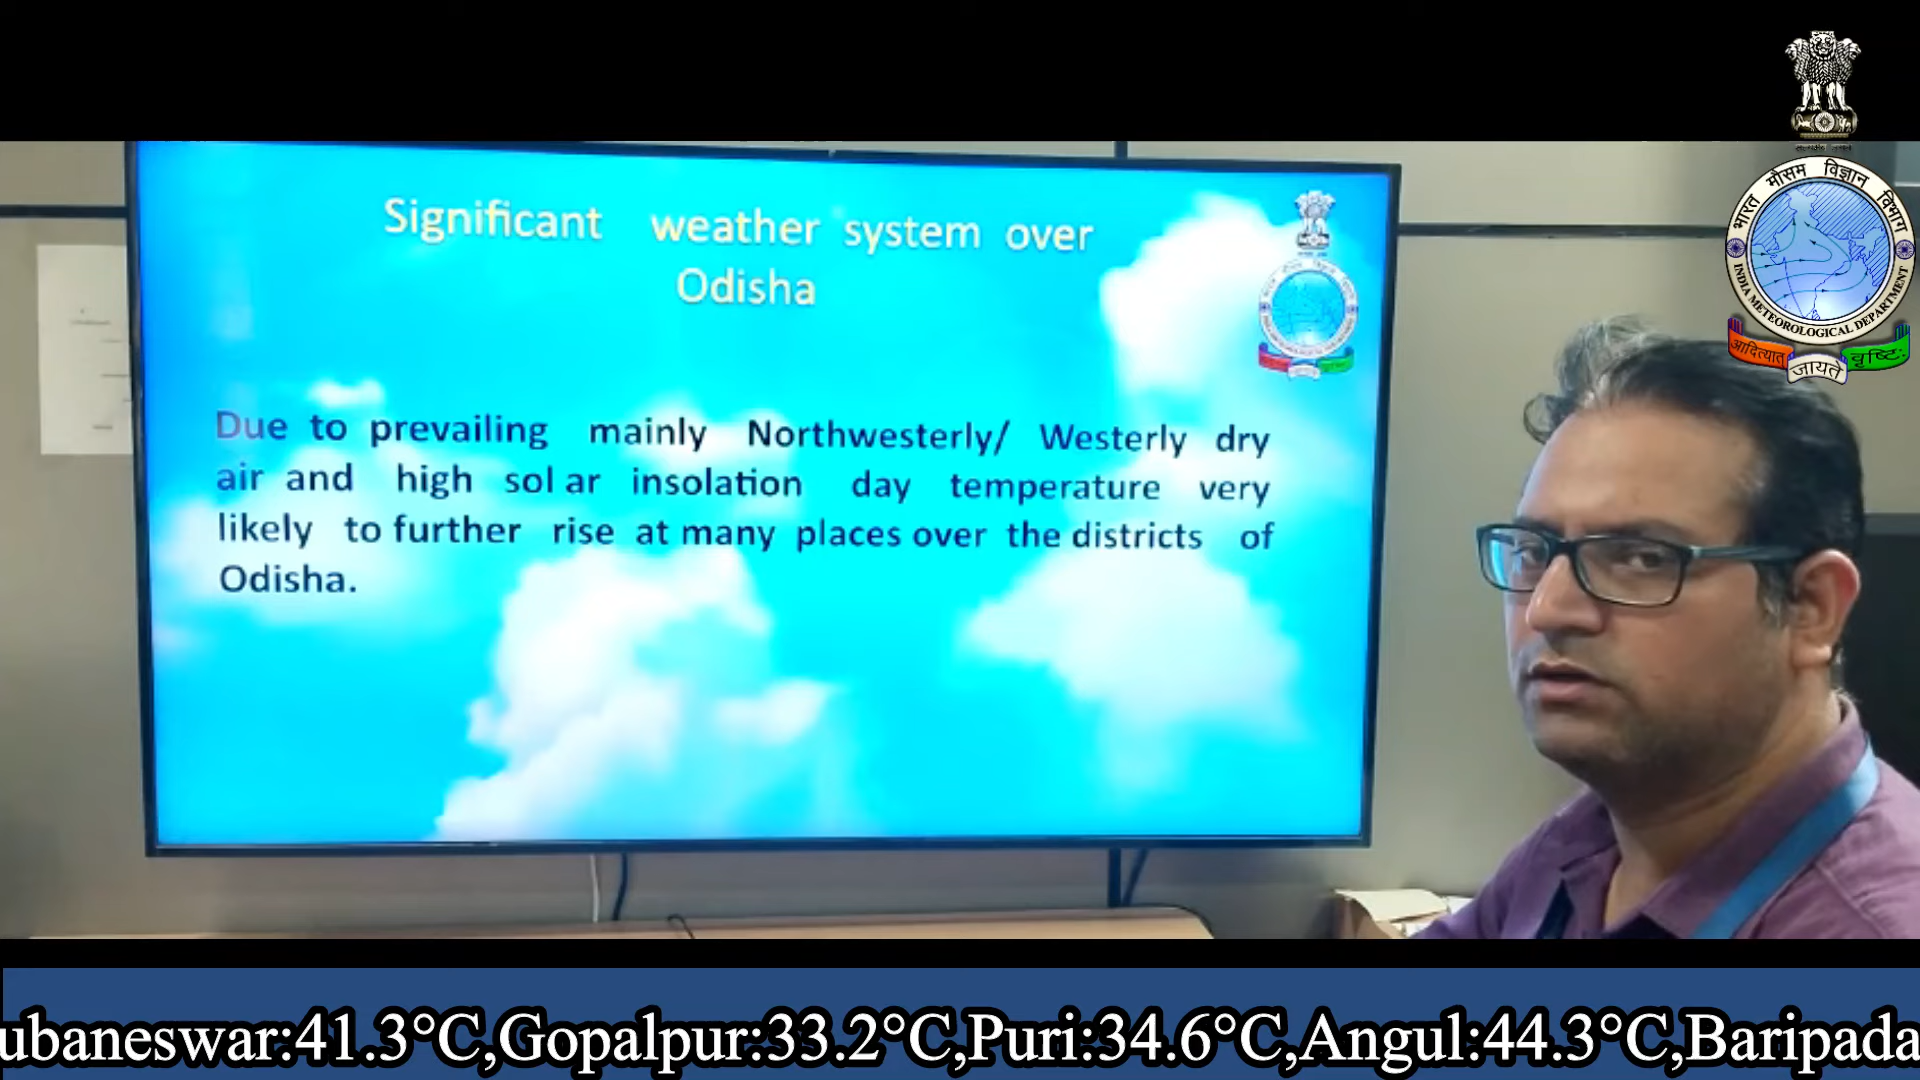 Significant weather system over
Odisha
Due to prevailing mainly Northwesterly/ Westerly dry
air and high sol ar insolation day temperature very
likely to further rise at many places over the districts of
Odisha.
भारत मौसम विज्ञान विभाग
INDIA METEOROLOGICAL DEPARTMENT
आदित्यात् जायते वृष्टि:
ubaneswar:41.3°C,Gopalpur:33.2°C,Puri:34.6°C,Angul:44.3°C,Baripada